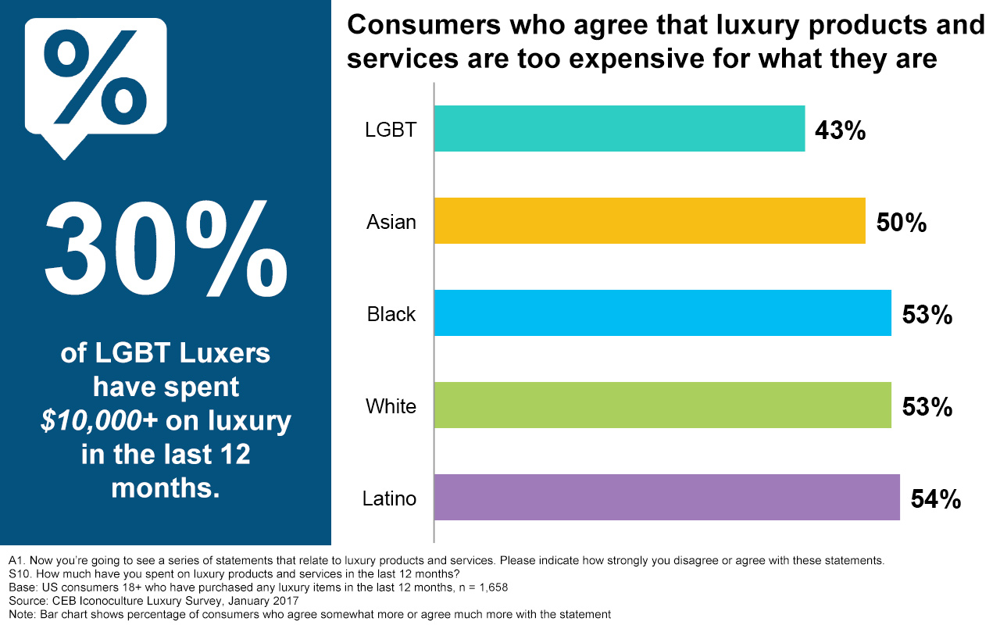 %
30%
of LGBT Luxers
have spent
$10,000+ on luxury
in the last 12
months.
Consumers who agree that luxury products and
services are too expensive for what they are
LGBT 43%
Asian 50%
Black 53%
White 53%
Latino 54%
A1. Now you’re going to see a series of statements that relate to luxury products and services. Please indicate how strongly you disagree or agree with these statements.
S10. How much have you spent on luxury products and services in the last 12 months?
Base: US consumers 18+ who have purchased any luxury items in the last 12 months, n = 1,658
Source: CEB Iconoculture Luxury Survey, January 2017
Note: Bar chart shows percentage of consumers who agree somewhat more or agree much more with the statement